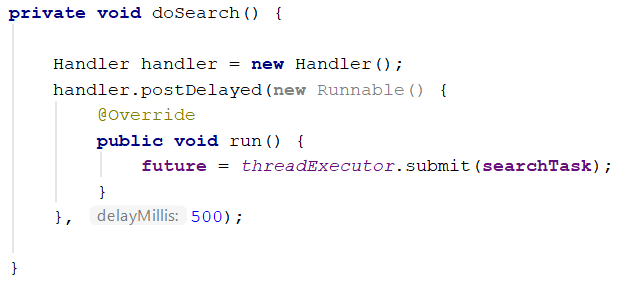 private void doSearch() {
Handler handler = new Handler();
handler.postDelayed(new Runnable() {
@Override
public void run() {
future = threadExecutor.submit(searchTask);
}
}, delayMillis: 500);
}